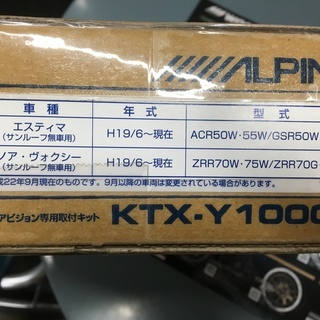 ALPIN
車種 年式 型式
エスティマ
(サンルーフ無車用)
H19/6~現在
ACR50W・55W/GSR50W
ノア・ヴォクシー
(サンルーフ無車用)
H19/6~現在
ZRR70W・75W/ZRR70G
成22年9月現在のものです。9月以降の車両は変更されている場合があります。
アビジョン専用取付キット KTX-Y1000